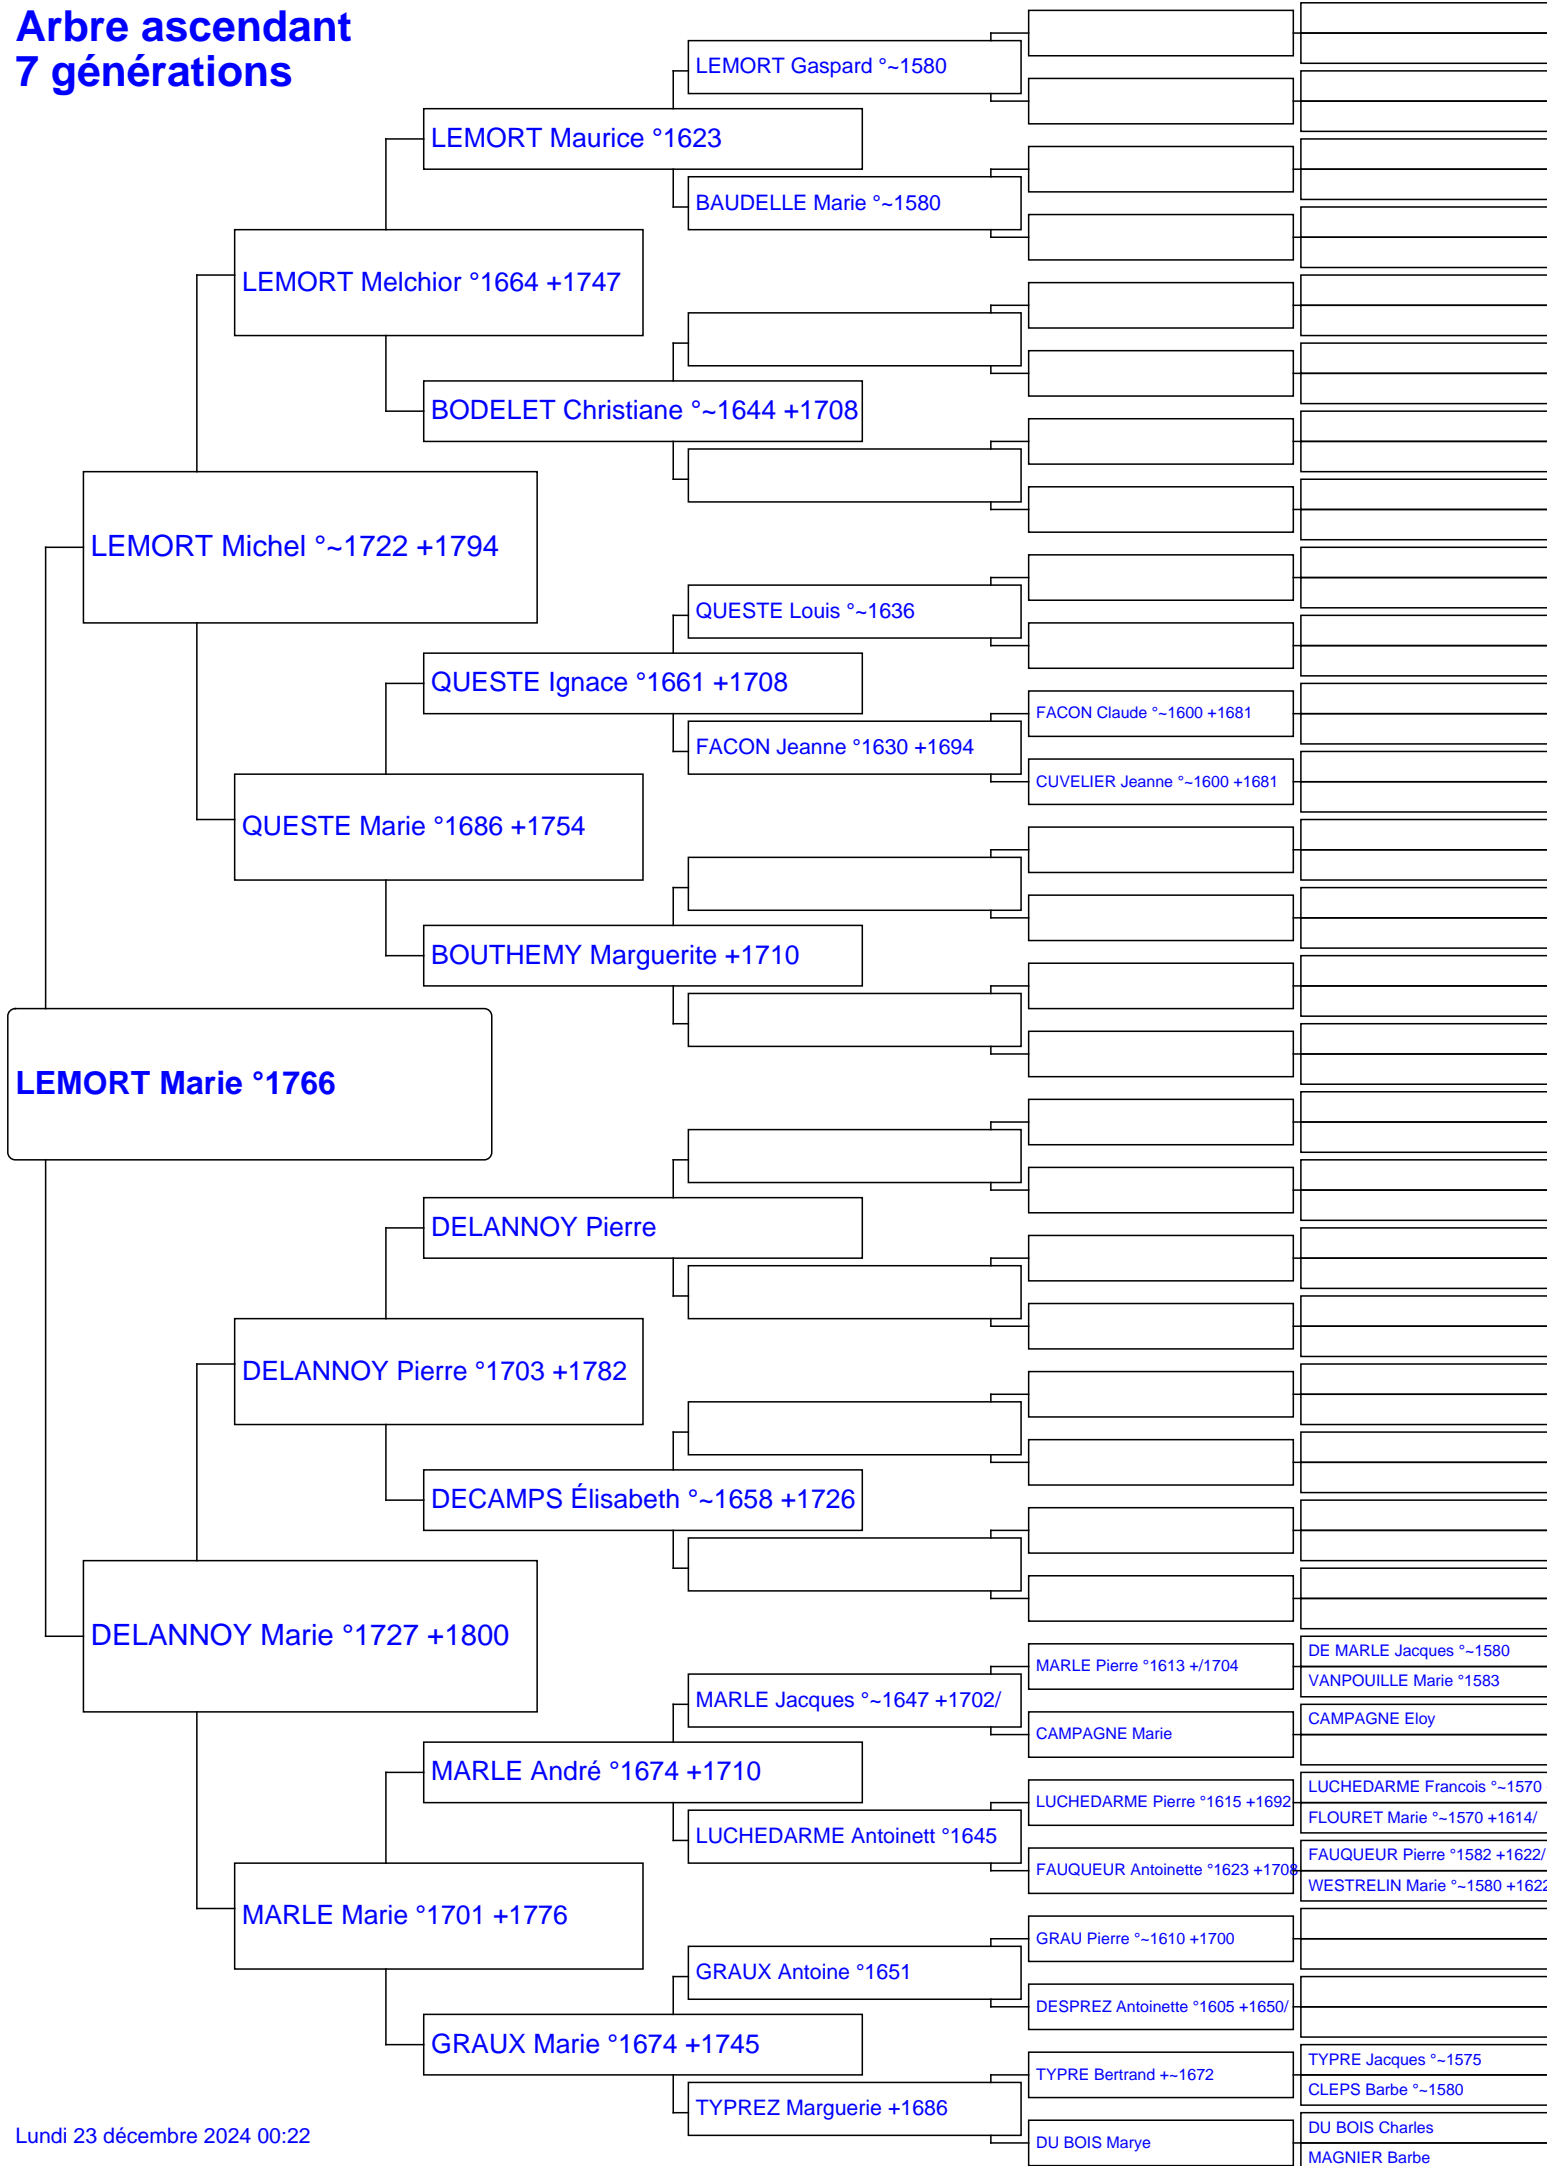 Arbre ascendant
7 générations
LEMORT Gaspard °~1580
LEMORT Maurice °1623
BAUDELLE Marie °~1580
LEMORT Melchior °1664 +1747
BODELET Christiane °~1644 +1708
LEMORT Michel °~1722 +1794
QUESTE Louis °~1636
QUESTE Ignace °1661 +1708
FACON Claude °~1600 +1681
FACON Jeanne °1630 +1694
CUVELIER Jeanne °~1600 +1681
QUESTE Marie °1686 +1754
BOUTHEMY Marguerite +1710
LEMORT Marie °1766
DELANNOY Pierre
DELANNOY Pierre °1703 +1782
DECAMPS Élisabeth °~1658 +1726
DELANNOY Marie °1727 +1800
DE MARLE Jacques °~1580
MARLE Pierre °1613 +/1704
VANPOUILLE Marie °1583
MARLE Jacques °~1647 +1702/
CAMPAGNE Eloy
CAMPAGNE Marie
MARLE André °1674 +1710
LUCHEDARME Francois °~1570
LUCHEDARME Pierre °1615 +1692
FLOURET Marie °~1570 +1614/
LUCHEDARME Antoinett °1645
FAUQUEUR Pierre °1582 +1622/
FAUQUEUR Antoinette °1623 +1708
WESTRELIN Marie °~1580 +1622
MARLE Marie °1701 +1776
GRAU Pierre °~1610 +1700
GRAUX Antoine °1651
DESPREZ Antoinette °1605 +1650/
GRAUX Marie °1674 +1745
TYPRE Jacques °~1575
TYPRE Bertrand +~1672
CLEPS Barbe °~1580
TYPREZ Marguerie +1686
DU BOIS Charles
DU BOIS Marye
MAGNIER Barbe
Lundi 23 décembre 2024 00:22